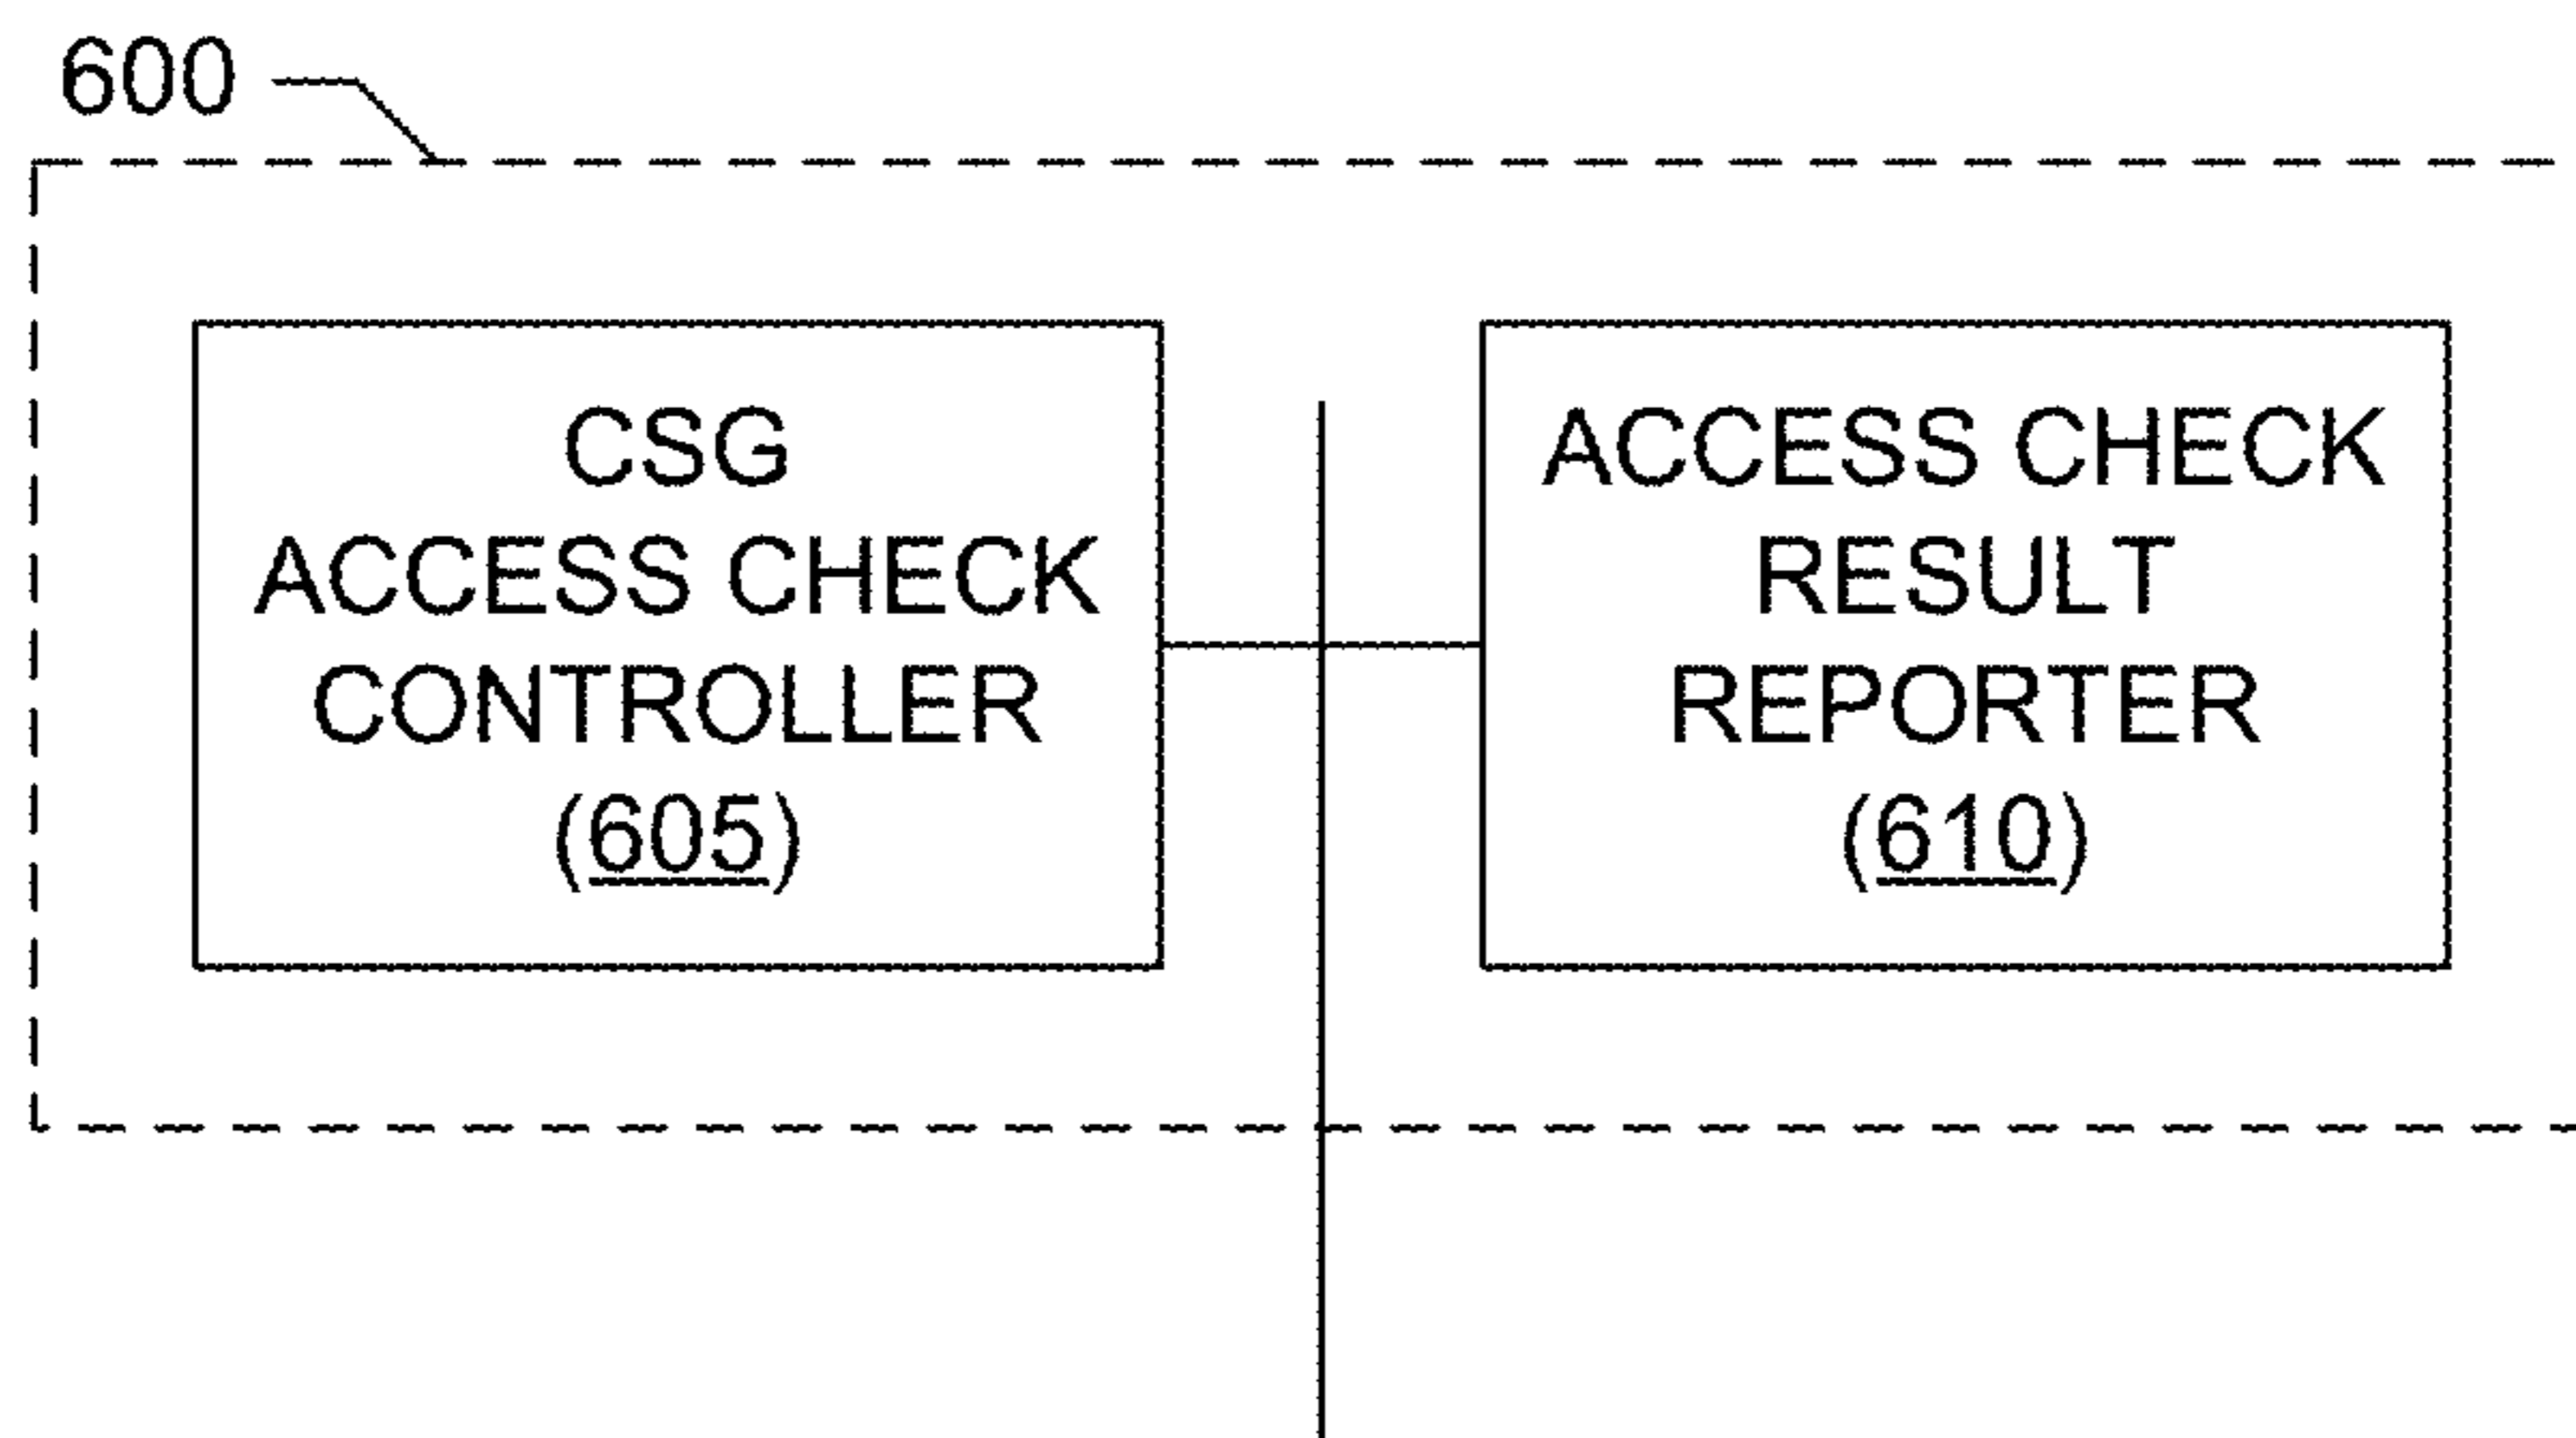 600
CSG
ACCESS CHECK
CONTROLLER
(605)
ACCESS CHECK
RESULT
REPORTER
(610)